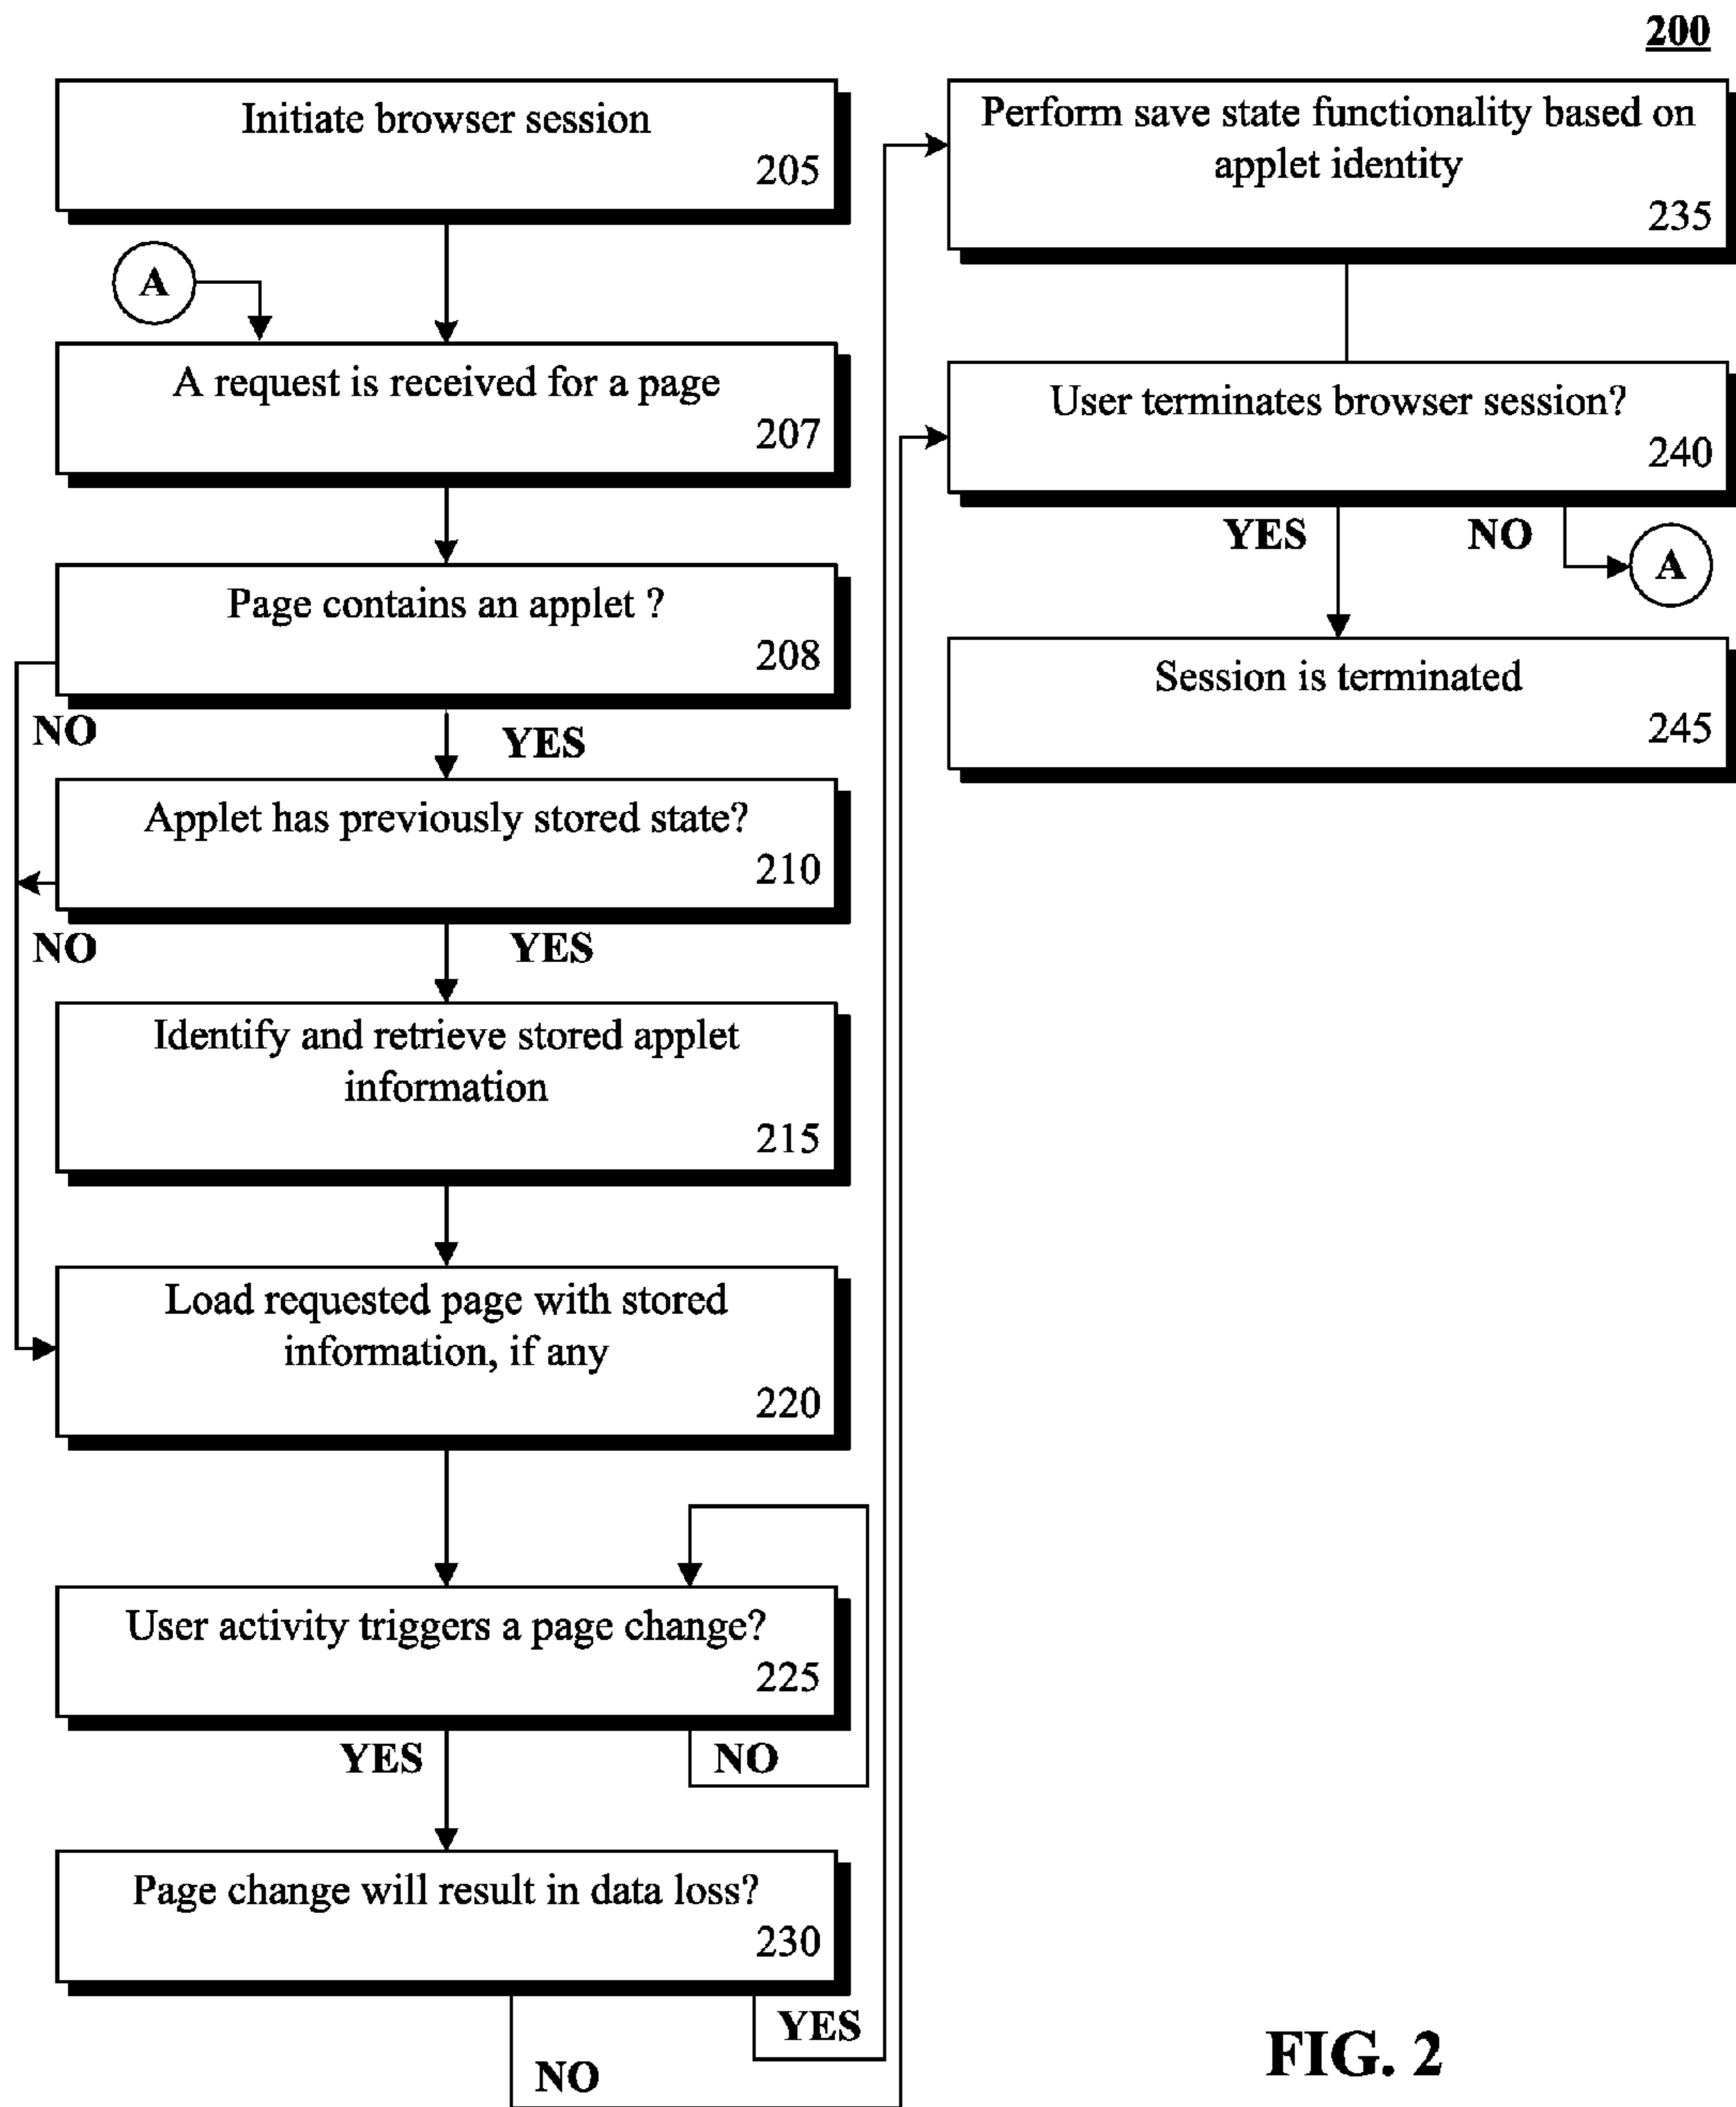 200
Initiate browser session
205
A
A request is received for a page
207
Page contains an applet ?
208
NO
YES
Applet has previously stored state?
210
NO
YES
Identify and retrieve stored applet
information
215
Load requested page with stored
information, if any
220
User activity triggers a page change?
225
YES
NO
Page change will result in data loss?
230
YES
NO
Perform save state functionality based on
applet identity
235
User terminates browser session?
240
YES
NO
A
Session is terminated
245
FIG. 2